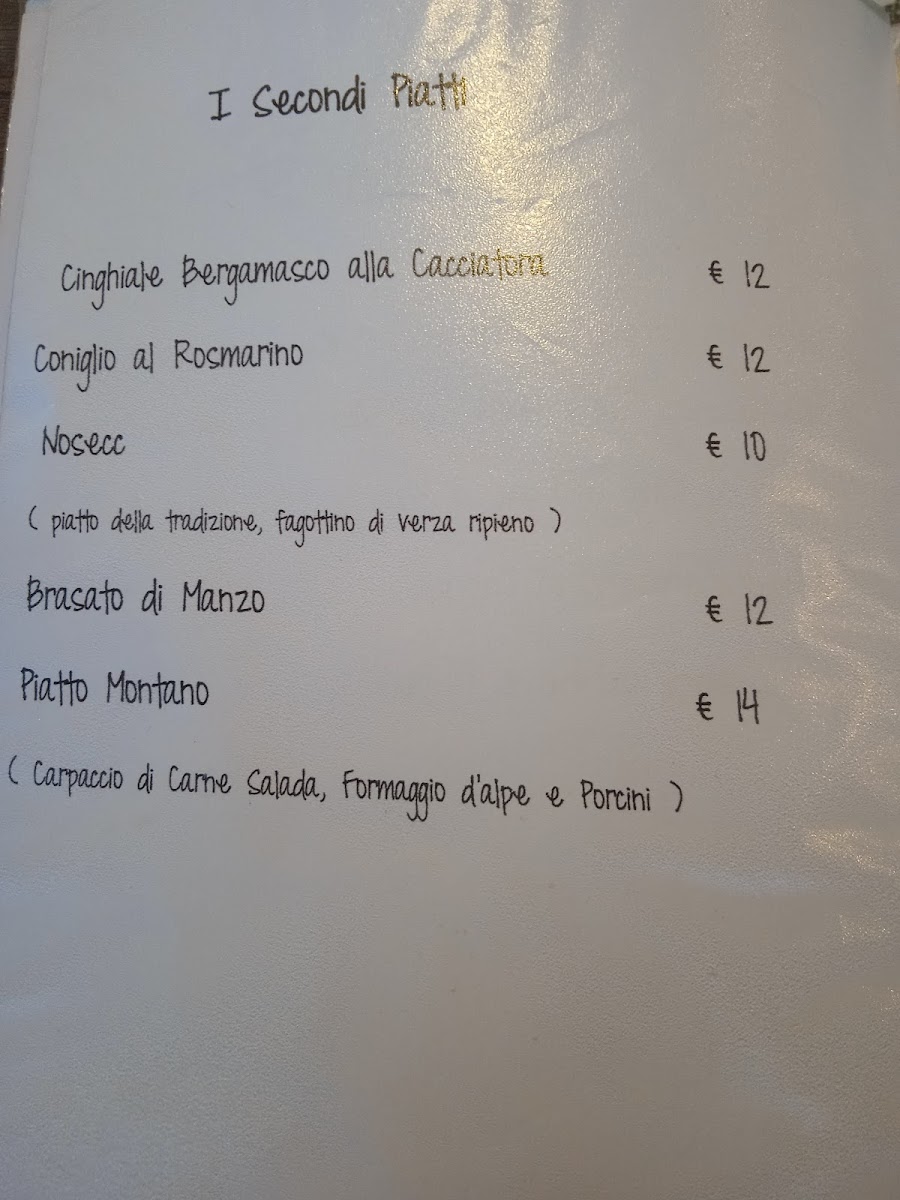 I Secondi Piatti
Cinghiale Bergamasco alla Cacciatora € 12
Coniglio al Rosmarino € 12
Nosecc € 10
( piatto della tradizione, fagottino di verza ripieno )
Brasato di Manzo € 12
Piatto Montano € 14
( Carpaccio di Carne Salada, Formaggio d'alpe e Porcini )